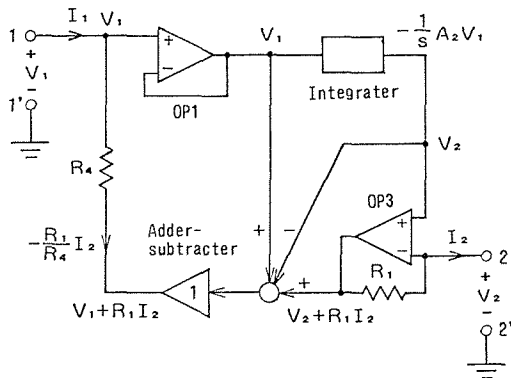 1
I₁
V₁
+
V₁
-
1'
+
-
OP1
V₁
Integrater
-1/s A₂V₁
V₂
R₄
-R₁/R₄ I₂
Adder-
subtracter
+
-
OP3
+
-
I₂
2
+
V₂
-
2'
R₁
1
+
V₁+R₁I₂
V₂+R₁I₂